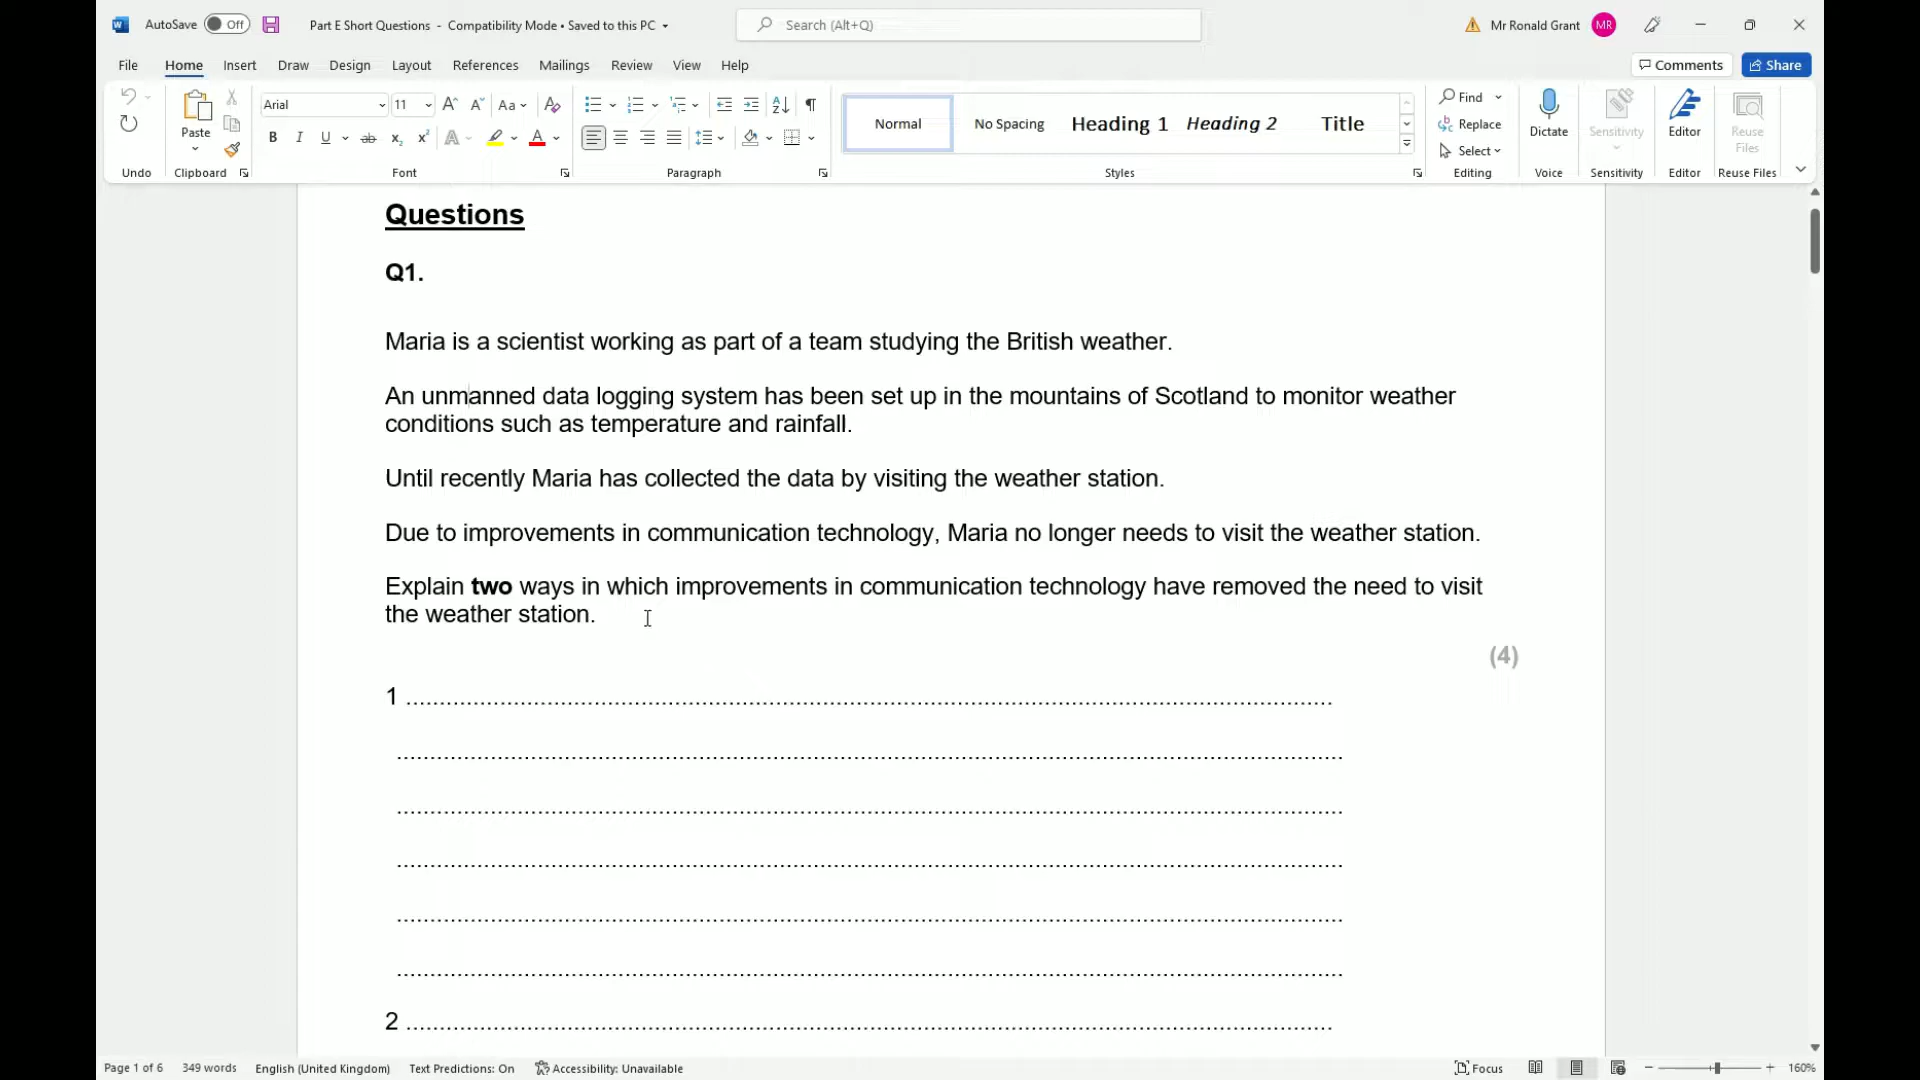 AutoSave Off Part E Short Questions - Compatibility Mode • Saved to this PC Search (Alt+Q) Mr Ronald Grant MR
File Home Insert Draw Design Layout References Mailings Review View Help Comments Share
Paste Arial 11 Aa Normal No Spacing Heading 1 Heading 2 Title Find Replace Select Dictate Sensitivity Editor Reuse Files
B I U ab x₂ x² A A
Undo Clipboard Font Paragraph Styles Editing Voice Sensitivity Editor Reuse Files
Questions
Q1.
Maria is a scientist working as part of a team studying the British weather.
An unmanned data logging system has been set up in the mountains of Scotland to monitor weather
conditions such as temperature and rainfall.
Until recently Maria has collected the data by visiting the weather station.
Due to improvements in communication technology, Maria no longer needs to visit the weather station.
Explain two ways in which improvements in communication technology have removed the need to visit
the weather station.
(4)
1 ...........................................................................................................................................
..............................................................................................................................................
..............................................................................................................................................
..............................................................................................................................................
..............................................................................................................................................
..............................................................................................................................................
2 ...........................................................................................................................................
Page 1 of 6 349 words English (United Kingdom) Text Predictions: On Accessibility: Unavailable Focus 160%